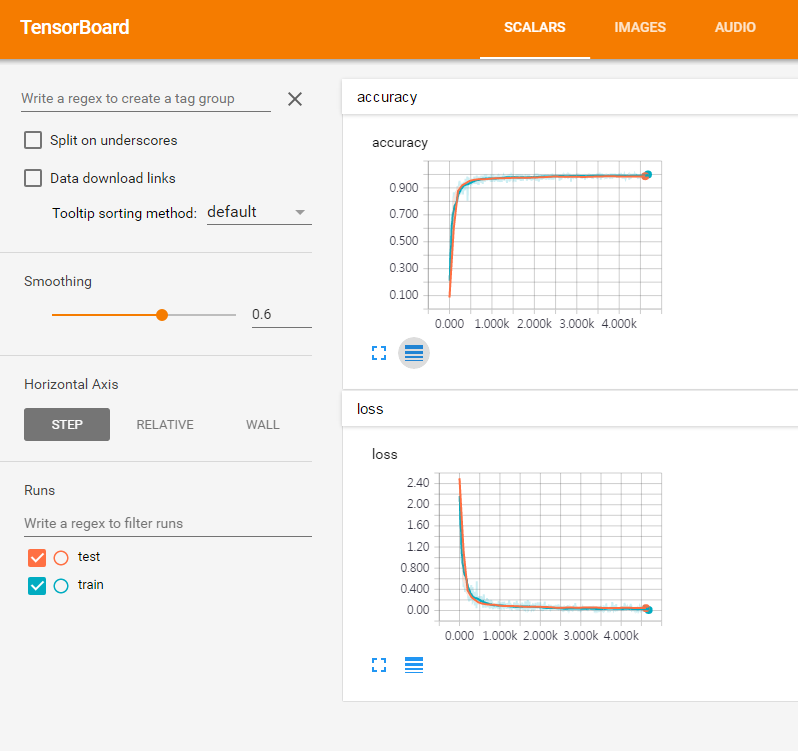 TensorBoard
SCALARS IMAGES AUDIO
Write a regex to create a tag group
Split on underscores
Data download links
Tooltip sorting method: default
Smoothing
0.6
Horizontal Axis
STEP RELATIVE WALL
Runs
Write a regex to filter runs
test
train
accuracy
accuracy
0.900
0.700
0.500
0.300
0.100
0.000 1.000k 2.000k 3.000k 4.000k
loss
loss
2.40
2.00
1.60
1.20
0.800
0.400
0.00
0.000 1.000k 2.000k 3.000k 4.000k